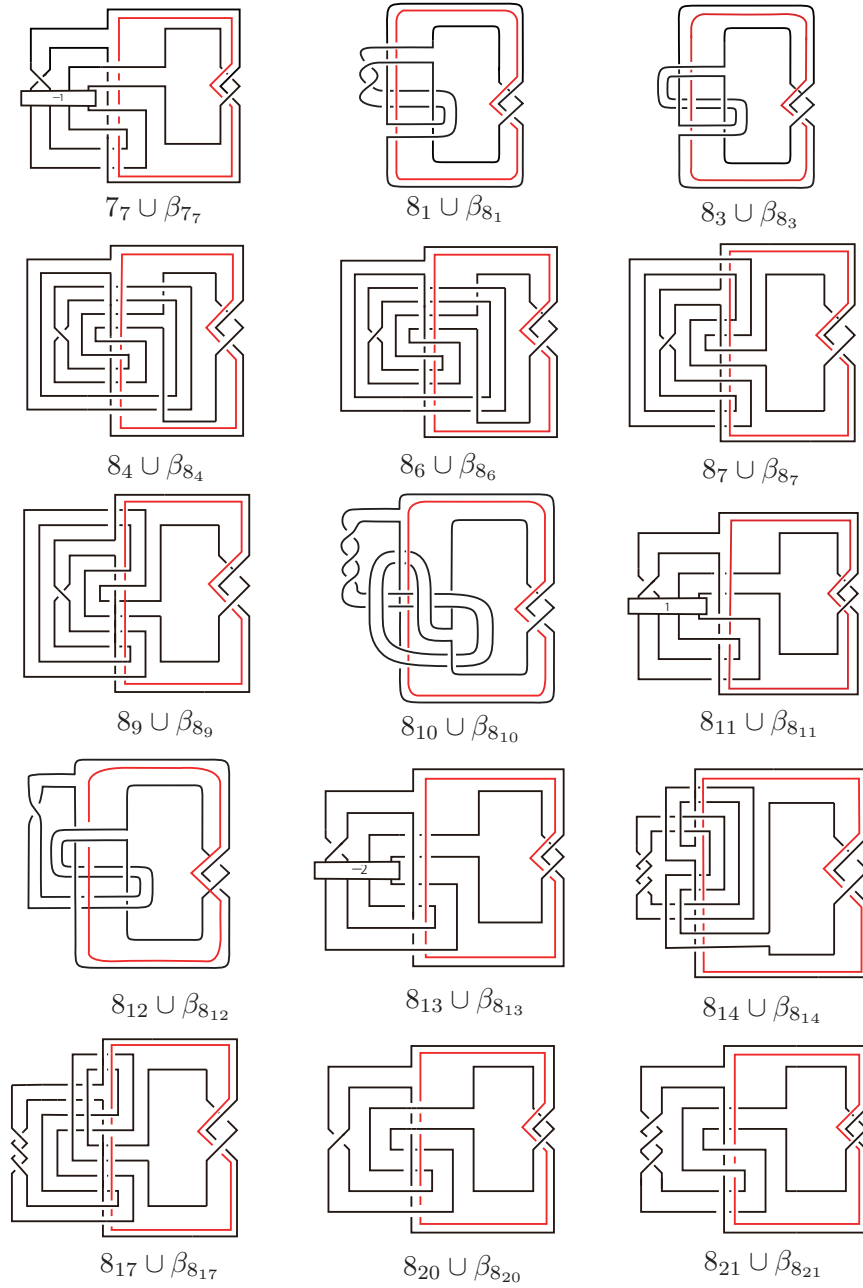 −1
7₇ ∪ β₇₇
8₁ ∪ β₈₁
8₃ ∪ β₈₃
8₄ ∪ β₈₄
8₆ ∪ β₈₆
8₇ ∪ β₈₇
1
8₉ ∪ β₈₉
8₁₀ ∪ β₈₁₀
8₁₁ ∪ β₈₁₁
−2
8₁₂ ∪ β₈₁₂
8₁₃ ∪ β₈₁₃
8₁₄ ∪ β₈₁₄
8₁₇ ∪ β₈₁₇
8₂₀ ∪ β₈₂₀
8₂₁ ∪ β₈₂₁